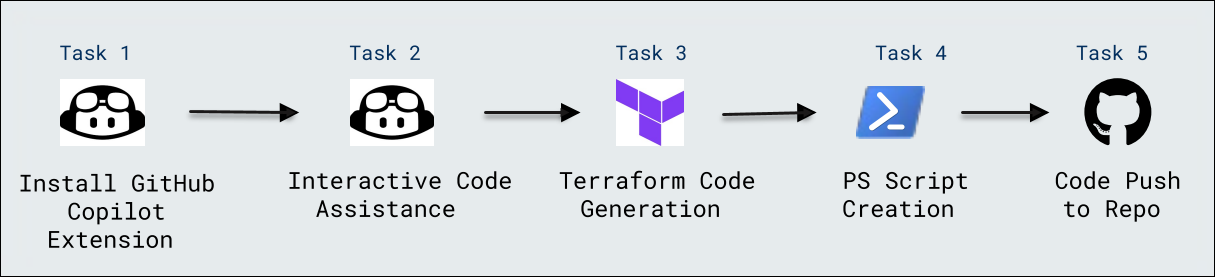 Task 1
Task 2
Task 3
Task 4
Task 5
Install GitHub
Copilot
Extension
Interactive Code
Assistance
Terraform Code
Generation
PS Script
Creation
Code Push
to Repo